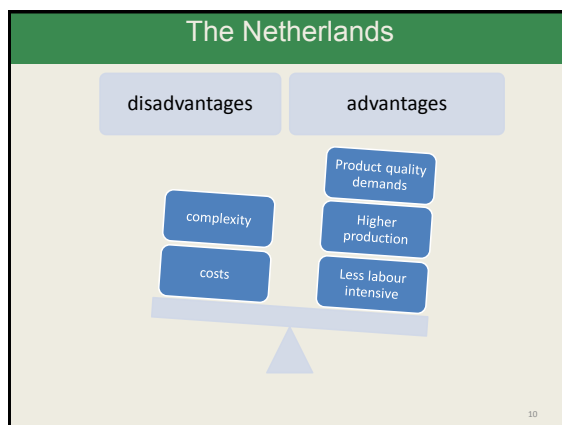 The Netherlands
disadvantages
advantages
complexity
costs
Product quality
demands
Higher
production
Less labour
intensive
10